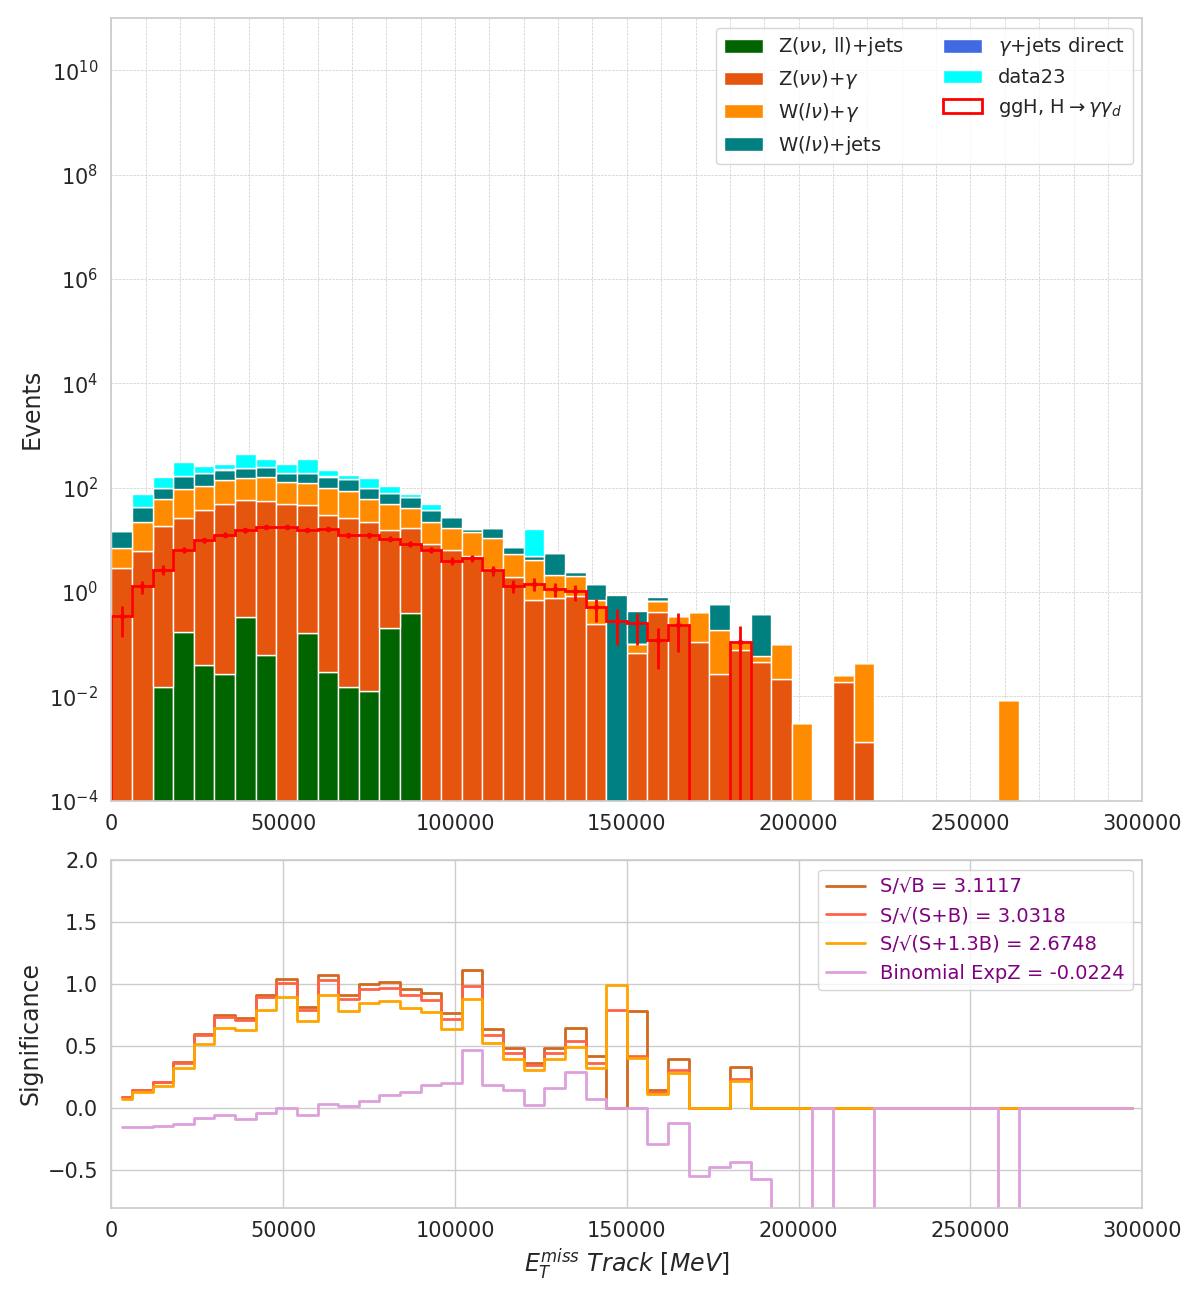 Z(νν, ll)+jets
Z(νν)+γ
W(lν)+γ
W(lν)+jets
γ+jets direct
data23
ggH, H→γγ_d
Events
10^10
10^8
10^6
10^4
10^2
10^0
10^−2
10^−4
0 50000 100000 150000 200000 250000 300000
S/√B = 3.1117
S/√(S+B) = 3.0318
S/√(S+1.3B) = 2.6748
Binomial ExpZ = -0.0224
Significance
2.0
1.5
1.0
0.5
0.0
−0.5
0 50000 100000 150000 200000 250000 300000
E_T^miss Track [MeV]